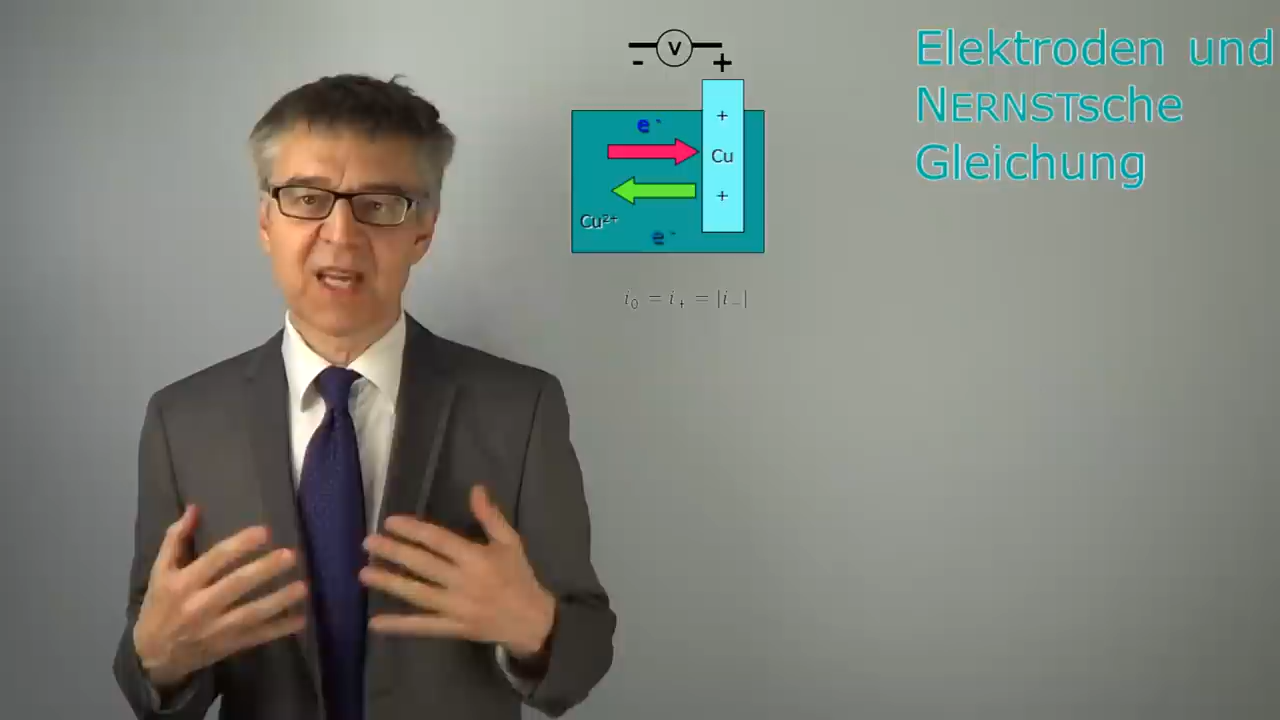 V
- +
Elektroden und
NERNSTsche
Gleichung
+
e -
Cu
+
Cu²⁺
e -
i₀ = i₊ = |i₋|